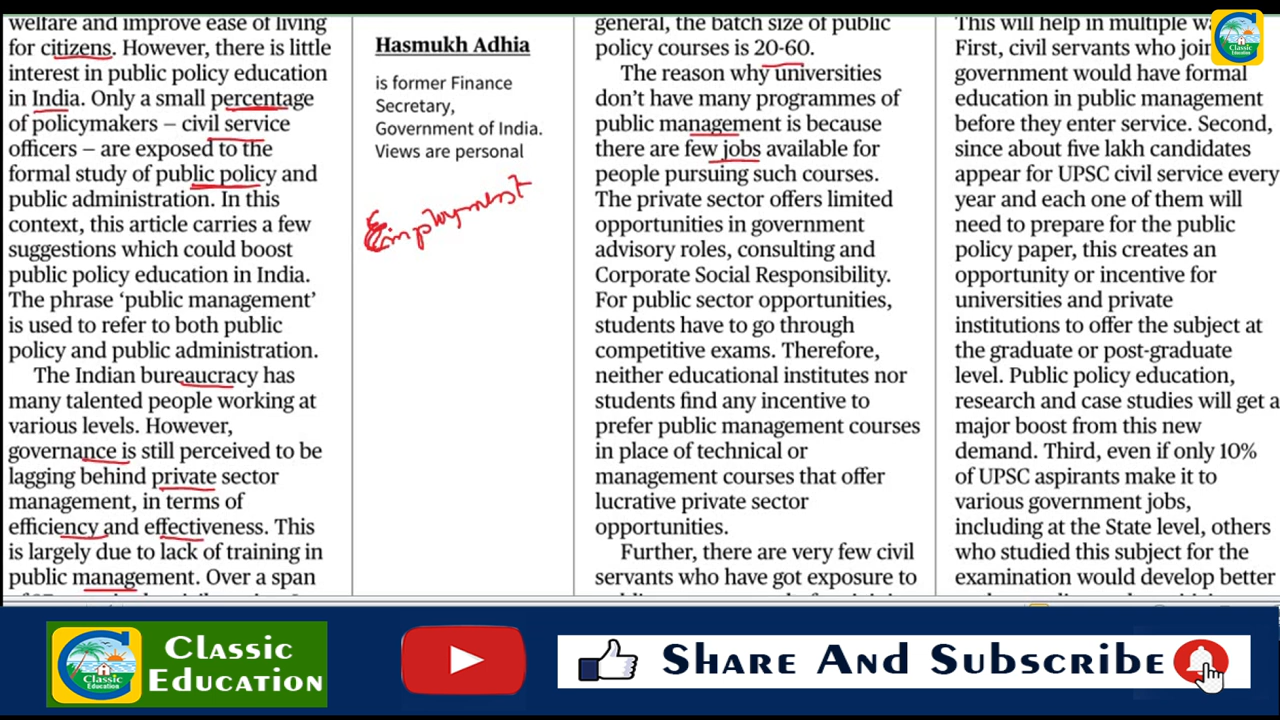 welfare and improve ease of living
for citizens. However, there is little
interest in public policy education
in India. Only a small percentage
of policymakers — civil service
officers — are exposed to the
formal study of public policy and
public administration. In this
context, this article carries a few
suggestions which could boost
public policy education in India.
The phrase ‘public management’
is used to refer to both public
policy and public administration.
The Indian bureaucracy has
many talented people working at
various levels. However,
governance is still perceived to be
lagging behind private sector
management, in terms of
efficiency and effectiveness. This
is largely due to lack of training in
public management. Over a span
Hasmukh Adhia
is former Finance
Secretary,
Government of India.
Views are personal
Employment
general, the batch size of public
policy courses is 20-60.
The reason why universities
don’t have many programmes of
public management is because
there are few jobs available for
people pursuing such courses.
The private sector offers limited
opportunities in government
advisory roles, consulting and
Corporate Social Responsibility.
For public sector opportunities,
students have to go through
competitive exams. Therefore,
neither educational institutes nor
students find any incentive to
prefer public management courses
in place of technical or
management courses that offer
lucrative private sector
opportunities.
Further, there are very few civil
servants who have got exposure to
This will help in multiple
First, civil servants who join
government would have formal
education in public management
before they enter service. Second,
since about five lakh candidates
appear for UPSC civil service every
year and each one of them will
need to prepare for the public
policy paper, this creates an
opportunity or incentive for
universities and private
institutions to offer the subject at
the graduate or post-graduate
level. Public policy education,
research and case studies will get a
major boost from this new
demand. Third, even if only 10%
of UPSC aspirants make it to
various government jobs,
including at the State level, others
who studied this subject for the
examination would develop better
Classic
Education
Classic
Education
Classic
Education
Share And Subscribe